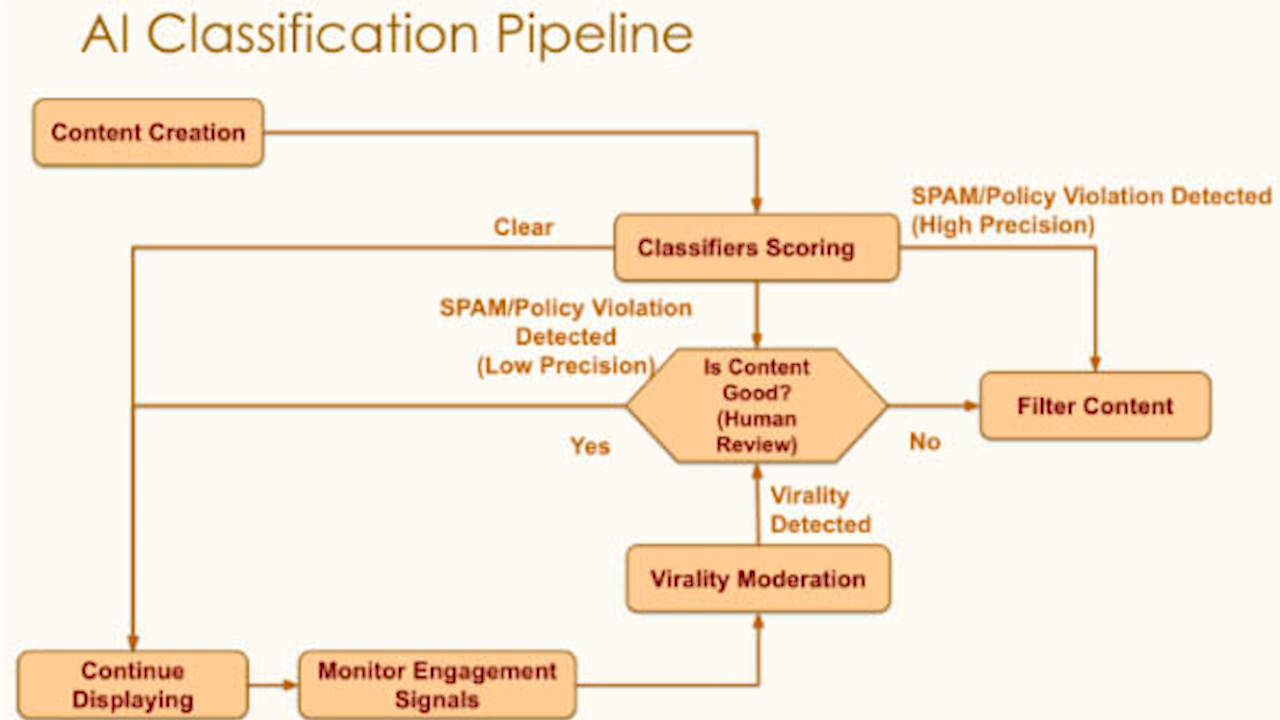 AI Classification Pipeline
Content Creation
SPAM/Policy Violation Detected
(High Precision)
Clear
Classifiers Scoring
SPAM/Policy Violation
Detected
(Low Precision)
Is Content
Good?
(Human
Review)
Filter Content
Yes
No
Virality
Detected
Virality Moderation
Continue
Displaying
Monitor Engagement
Signals